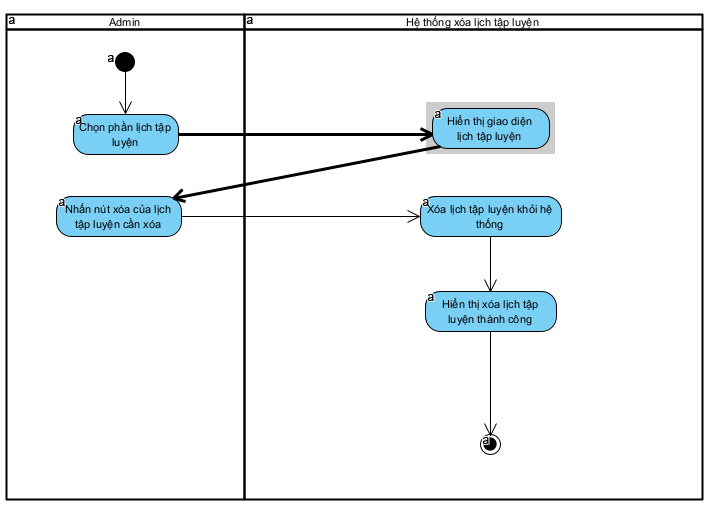 a
Admin
a
Hệ thống xóa lịch tập luyện
a
a
Chọn phần lịch tập
luyện
a
Hiển thị giao diện
lịch tập luyện
a
Nhấn nút xóa của lịch
tập luyện cần xóa
a
Xóa lịch tập luyện khỏi hệ
thống
a
Hiển thị xóa lịch tập
luyện thành công
a